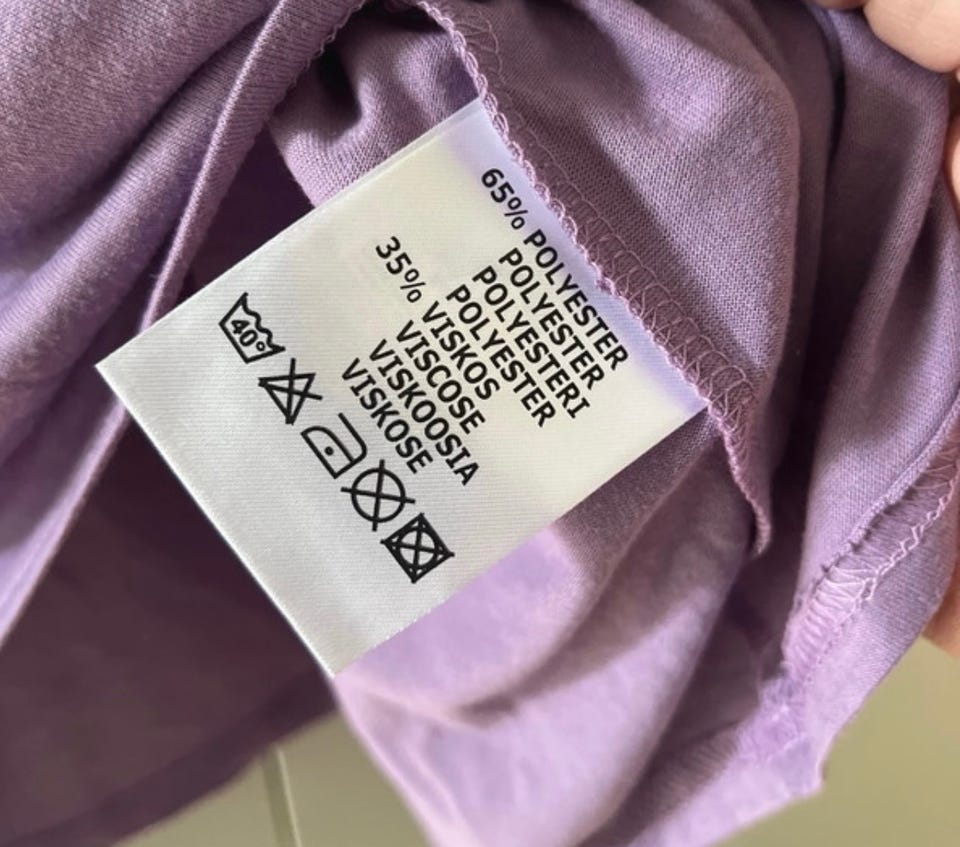 65% POLYESTER
POLYESTER
POLYESTERI
POLYESTER
35% VISKOS
VISCOSE
VISKOOSIA
VISKOSE
40°